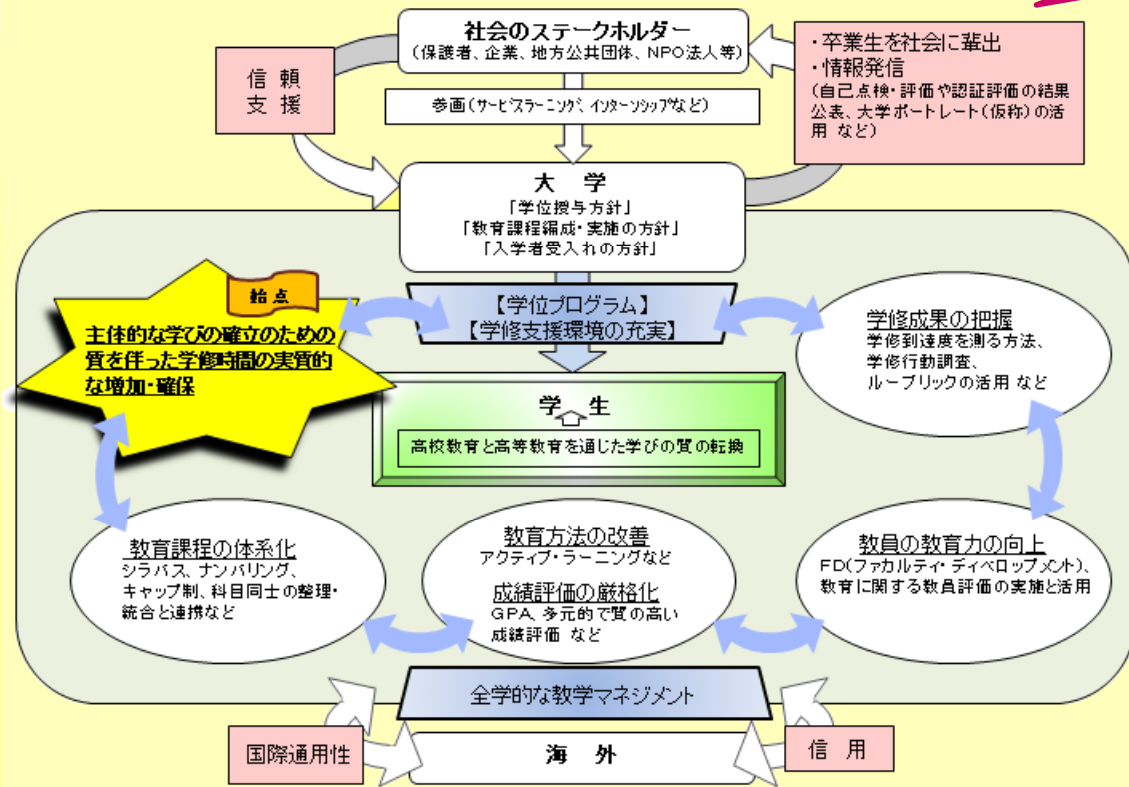 社会のステークホルダー
(保護者、企業、地方公共団体、NPO法人等)
信 頼
支 援
・卒業生を社会に輩出
・情報発信
(自己点検・評価や認証評価の結果
公表、大学ポートレート(仮称)の活
用 など)
参画(サービスラーニング、インターンシップなど)
大 学
「学位授与方針」
「教育課程編成・実施の方針」
「入学者受入れの方針」
始点
主体的な学びの確立のための
質を伴った学修時間の実質的
な増加・確保
【学位プログラム】
【学修支援環境の充実】
学修成果の把握
学修到達度を測る方法、
学修行動調査、
ルーブリックの活用 など
学 生
高校教育と高等教育を通じた学びの質の転換
教育課程の体系化
シラバス、ナンバリング、
キャップ制、科目同士の整理・
統合と連携など
教育方法の改善
アクティブ・ラーニングなど
成績評価の厳格化
GPA、多元的で質の高い
成績評価 など
教員の教育力の向上
FD(ファカルティ・ディベロップメント)、
教育に関する教員評価の実施と活用
全学的な教学マネジメント
国際通用性
海 外
信 用